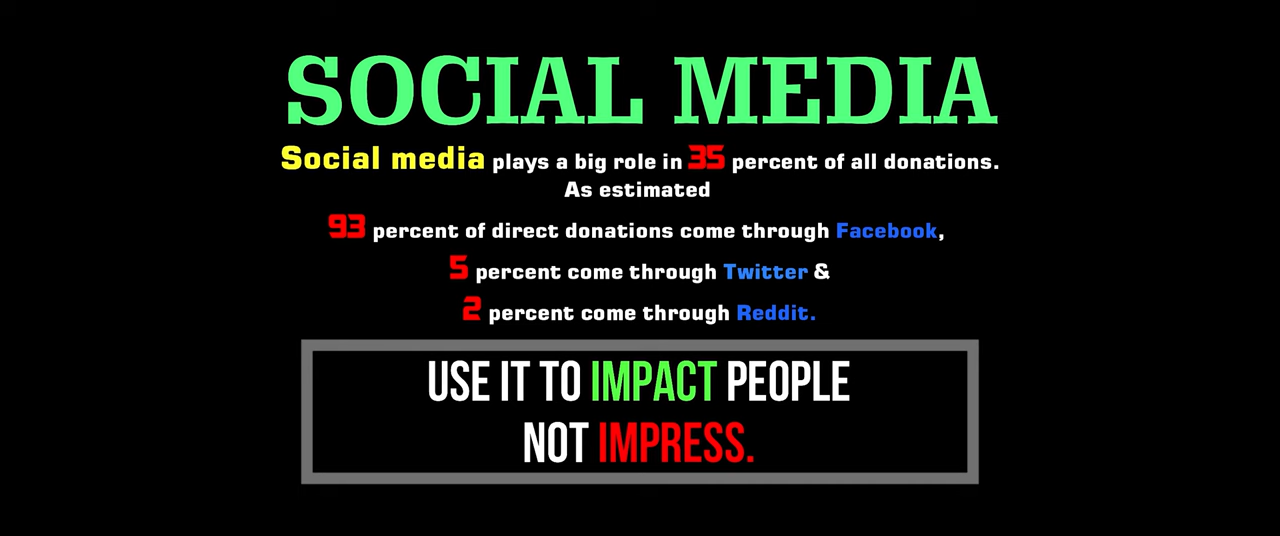 SOCIAL MEDIA
Social media plays a big role in 35 percent of all donations.
As estimated
93 percent of direct donations come through Facebook,
5 percent come through Twitter &
2 percent come through Reddit.
USE IT TO IMPACT PEOPLE
NOT IMPRESS.